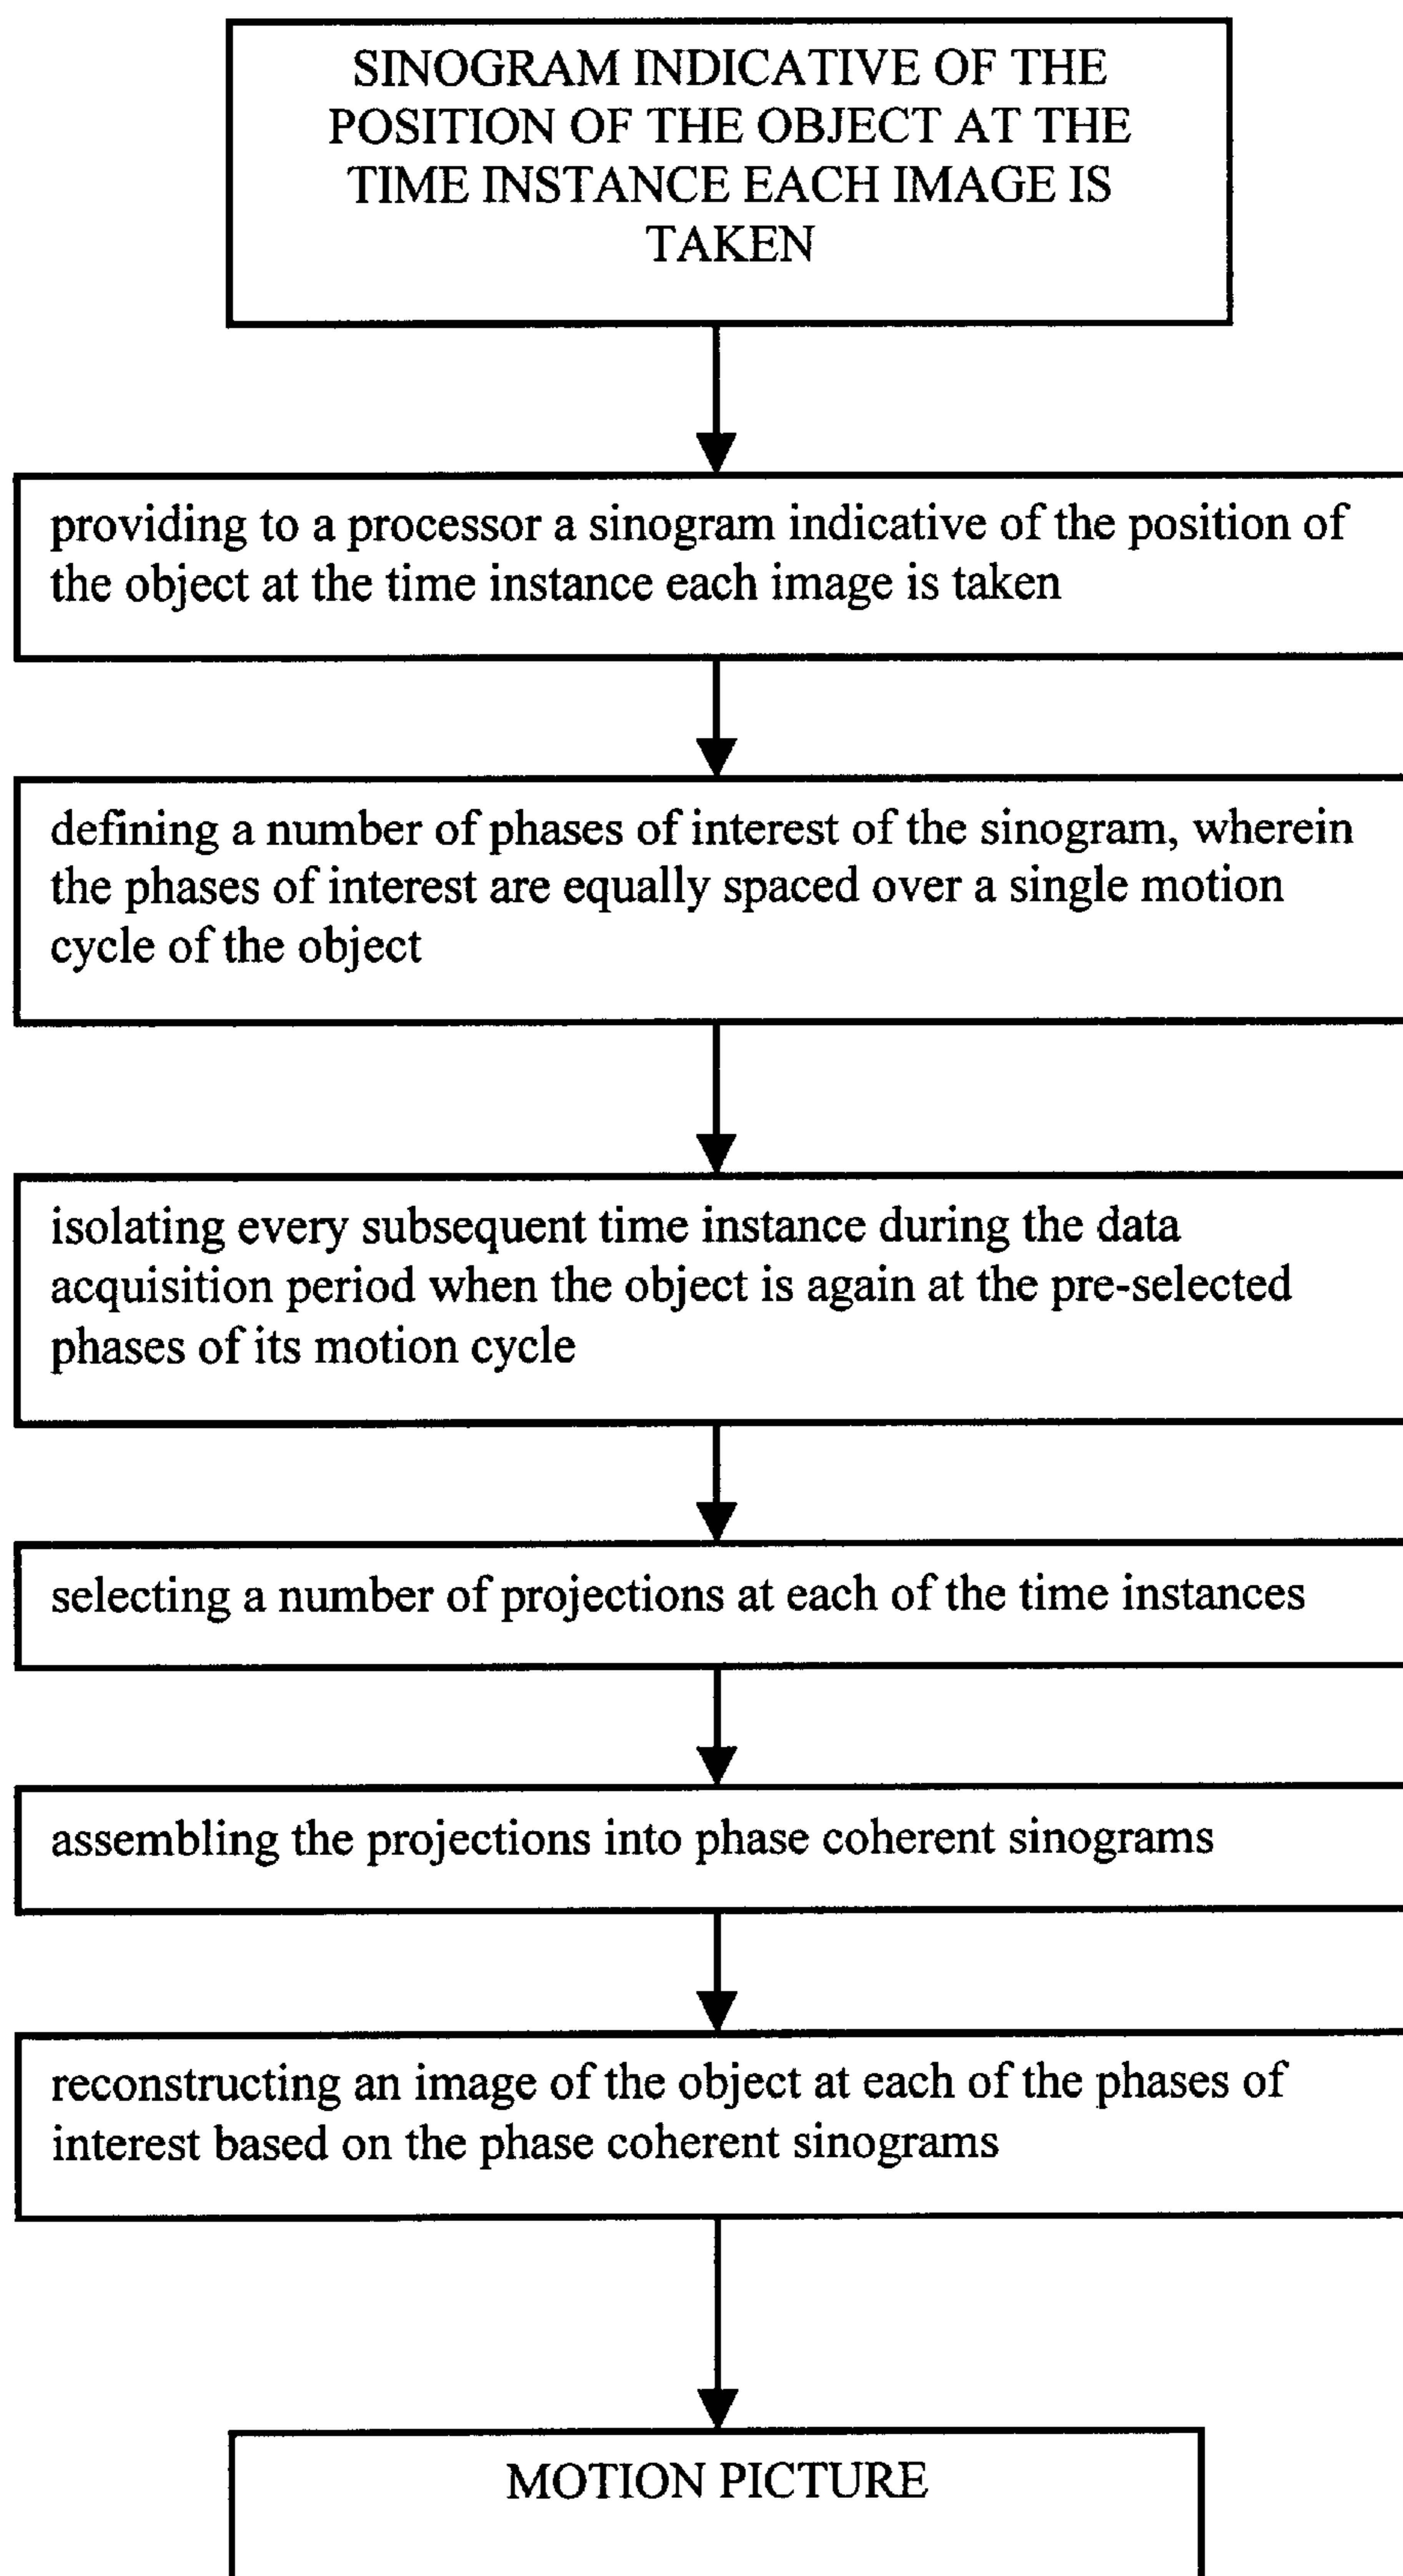 SINOGRAM INDICATIVE OF THE
POSITION OF THE OBJECT AT THE
TIME INSTANCE EACH IMAGE IS
TAKEN
providing to a processor a sinogram indicative of the position of
the object at the time instance each image is taken
defining a number of phases of interest of the sinogram, wherein
the phases of interest are equally spaced over a single motion
cycle of the object
isolating every subsequent time instance during the data
acquisition period when the object is again at the pre-selected
phases of its motion cycle
selecting a number of projections at each of the time instances
assembling the projections into phase coherent sinograms
reconstructing an image of the object at each of the phases of
interest based on the phase coherent sinograms
MOTION PICTURE